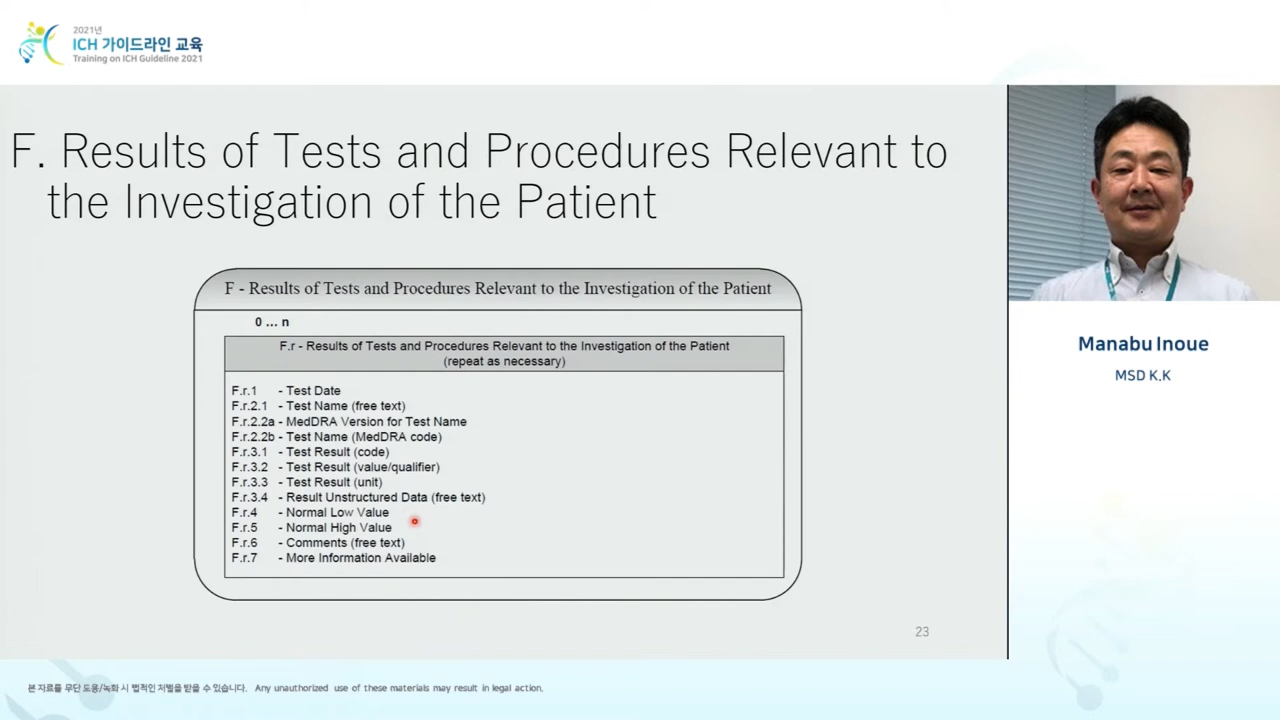 2021년
ICH 가이드라인 교육
Training on ICH Guideline 2021
F. Results of Tests and Procedures Relevant to
the Investigation of the Patient
F - Results of Tests and Procedures Relevant to the Investigation of the Patient
0 ... n
F.r - Results of Tests and Procedures Relevant to the Investigation of the Patient
(repeat as necessary)
F.r.1 - Test Date
F.r.2.1 - Test Name (free text)
F.r.2.2a - MedDRA Version for Test Name
F.r.2.2b - Test Name (MedDRA code)
F.r.3.1 - Test Result (code)
F.r.3.2 - Test Result (value/qualifier)
F.r.3.3 - Test Result (unit)
F.r.3.4 - Result Unstructured Data (free text)
F.r.4 - Normal Low Value
F.r.5 - Normal High Value
F.r.6 - Comments (free text)
F.r.7 - More Information Available
23
Manabu Inoue
MSD K.K
본 자료를 무단 도용/녹화 시 법적인 처벌을 받을 수 있습니다. Any unauthorized use of these materials may result in legal action.